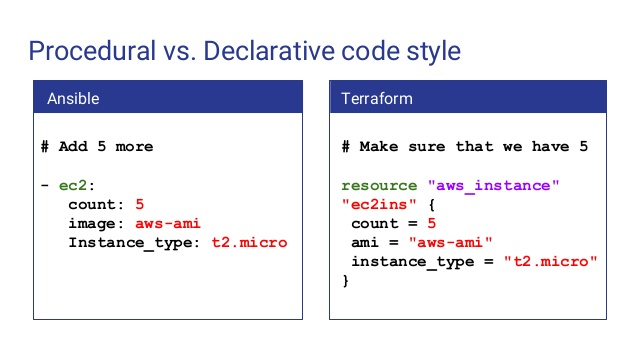 Procedural vs. Declarative code style
Ansible
# Add 5 more
- ec2:
count: 5
image: aws-ami
Instance_type: t2.micro
Terraform
# Make sure that we have 5
resource "aws_instance"
"ec2ins" {
count = 5
ami = "aws-ami"
instance_type = "t2.micro"
}